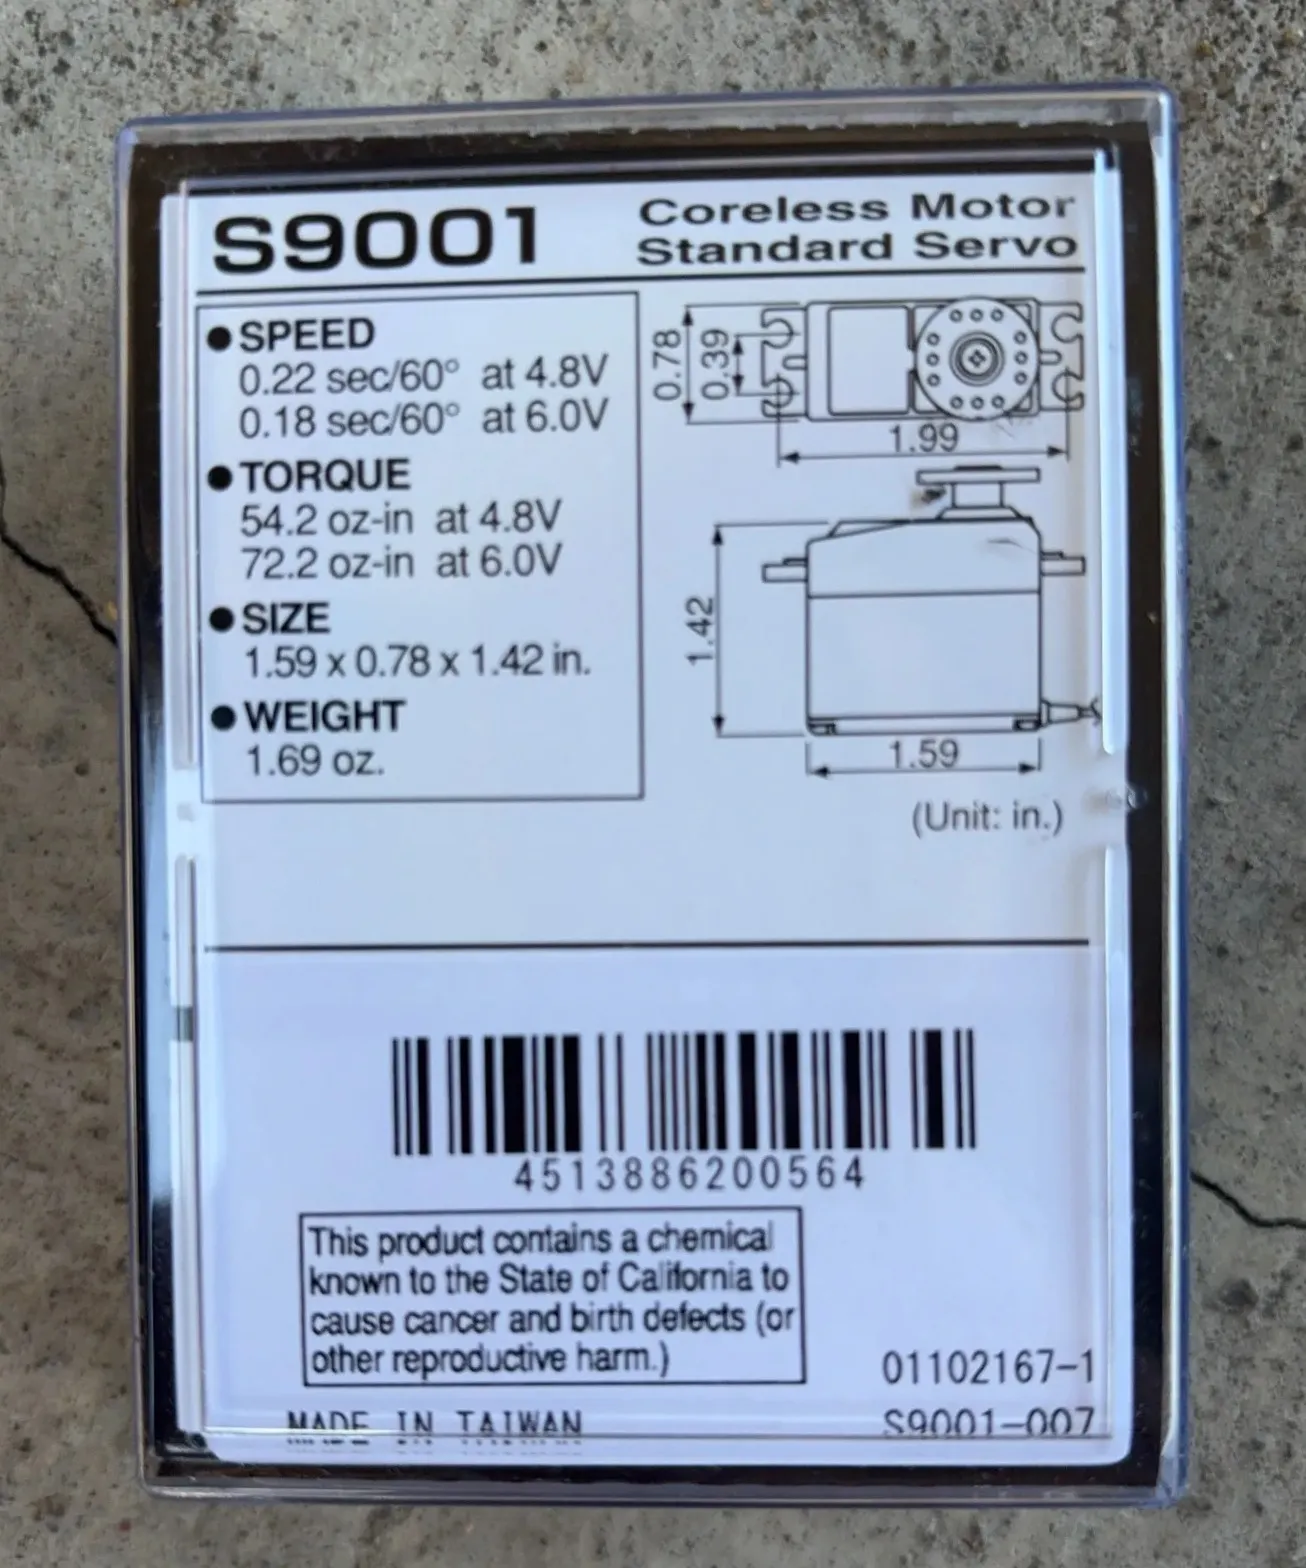 S9001
Coreless Motor
Standard Servo
● SPEED
0.22 sec/60° at 4.8V
0.18 sec/60° at 6.0V
● TORQUE
54.2 oz-in at 4.8V
72.2 oz-in at 6.0V
● SIZE
1.59 x 0.78 x 1.42 in.
● WEIGHT
1.69 oz.
0.78
0.39
1.99
1.42
1.59
(Unit: in.)
4513886200564
This product contains a chemical
known to the State of California to
cause cancer and birth defects (or
other reproductive harm.)
01102167-1
MADE IN TAIWAN
S9001-007